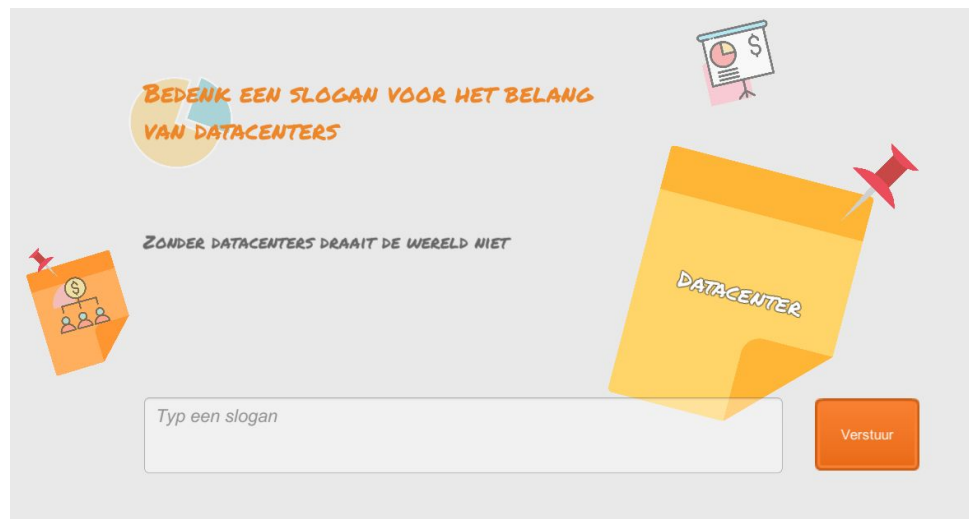 Bedenk een slogan voor het belang
van datacenters
Zonder datacenters draait de wereld niet
Datacenter
Typ een slogan
Verstuur